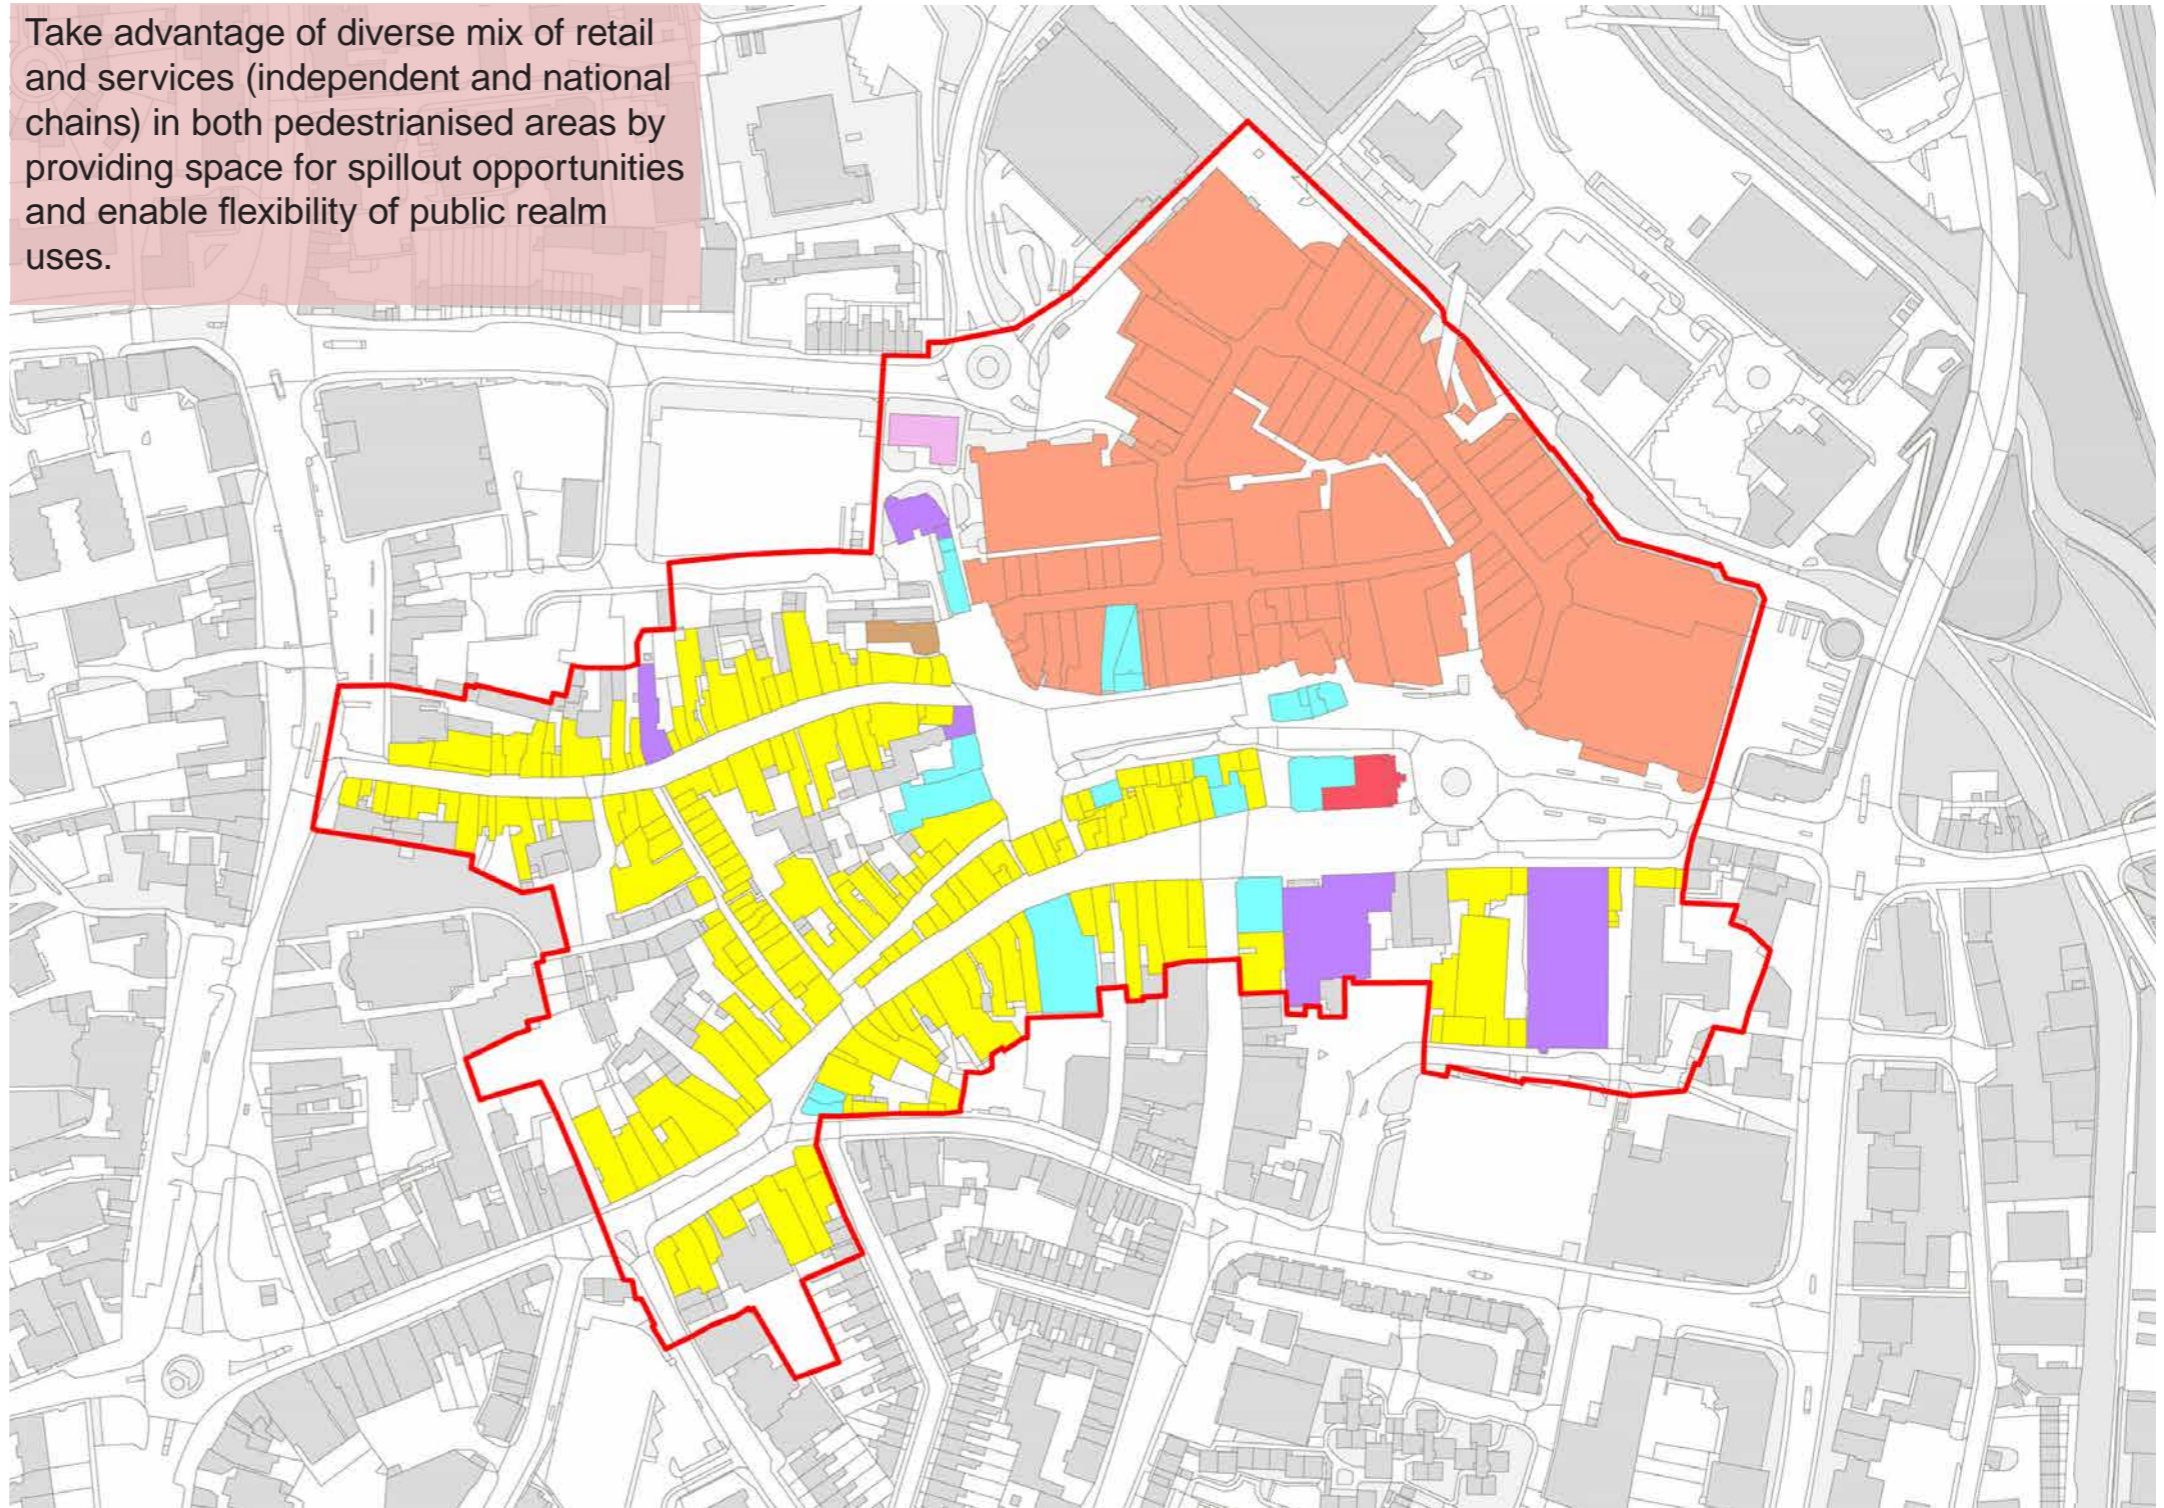 Take advantage of diverse mix of retail
and services (independent and national
chains) in both pedestrianised areas by
providing space for spillout opportunities
and enable flexibility of public realm
uses.